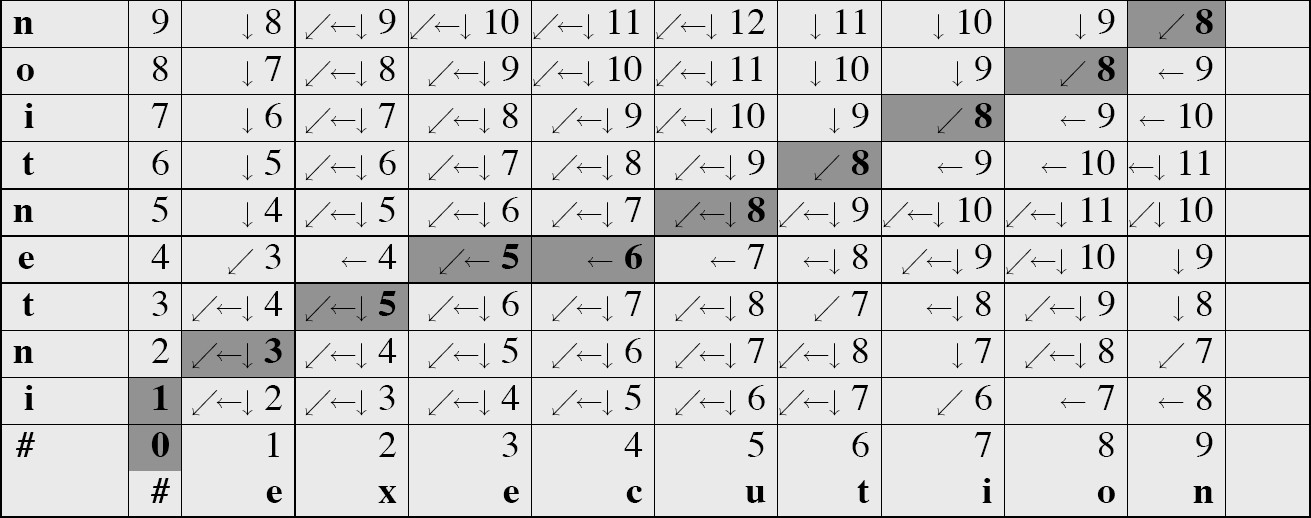 n 9 ↓ 8 ↙←↓ 9 ↙←↓ 10 ↙←↓ 11 ↙←↓ 12 ↓ 11 ↓ 10 ↓ 9 ↙ 8
o 8 ↓ 7 ↙←↓ 8 ↙←↓ 9 ↙←↓ 10 ↙←↓ 11 ↓ 10 ↓ 9 ↙ 8 ← 9
i 7 ↓ 6 ↙←↓ 7 ↙←↓ 8 ↙←↓ 9 ↙←↓ 10 ↓ 9 ↙ 8 ← 9 ← 10
t 6 ↓ 5 ↙←↓ 6 ↙←↓ 7 ↙←↓ 8 ↙←↓ 9 ↙ 8 ← 9 ← 10 ←↓ 11
n 5 ↓ 4 ↙←↓ 5 ↙←↓ 6 ↙←↓ 7 ↙←↓ 8 ↙←↓ 9 ↙←↓ 10 ↙←↓ 11 ↙↓ 10
e 4 ↙ 3 ← 4 ↙← 5 ← 6 ← 7 ←↓ 8 ↙←↓ 9 ↙←↓ 10 ↓ 9
t 3 ↙←↓ 4 ↙←↓ 5 ↙←↓ 6 ↙←↓ 7 ↙←↓ 8 ↙ 7 ←↓ 8 ↙←↓ 9 ↓ 8
n 2 ↙←↓ 3 ↙←↓ 4 ↙←↓ 5 ↙←↓ 6 ↙←↓ 7 ↙←↓ 8 ↓ 7 ↙←↓ 8 ↙ 7
i 1 ↙←↓ 2 ↙←↓ 3 ↙←↓ 4 ↙←↓ 5 ↙←↓ 6 ↙←↓ 7 ↙ 6 ← 7 ← 8
# 0 1 2 3 4 5 6 7 8 9
# e x e c u t i o n